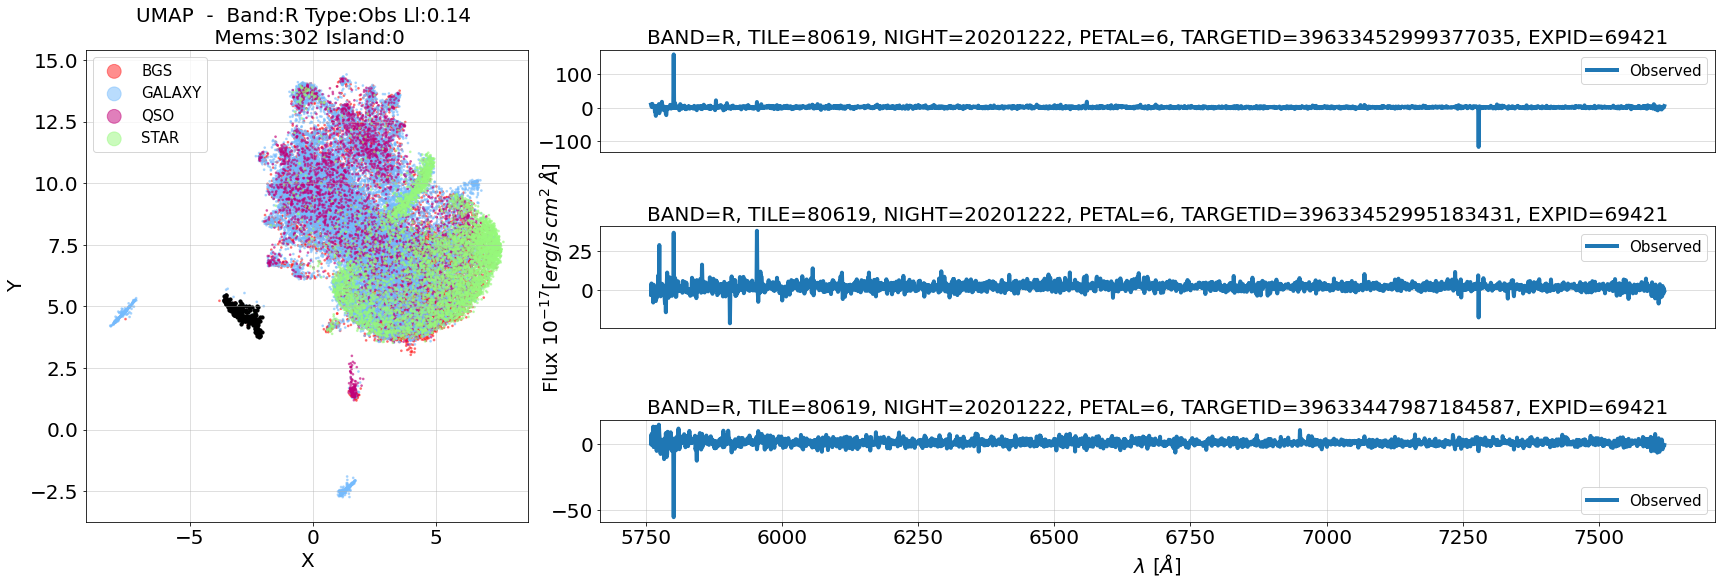 UMAP - Band:R Type:Obs Ll:0.14
Mems:302 Island:0
15.0
12.5
10.0
7.5
5.0
2.5
0.0
−2.5
Y
BGS
GALAXY
QSO
STAR
−5
0
5
X
Flux 10⁻¹⁷[erg/s cm² Å]
BAND=R, TILE=80619, NIGHT=20201222, PETAL=6, TARGETID=39633452999377035, EXPID=69421
100
0
−100
Observed
BAND=R, TILE=80619, NIGHT=20201222, PETAL=6, TARGETID=39633452995183431, EXPID=69421
25
0
Observed
BAND=R, TILE=80619, NIGHT=20201222, PETAL=6, TARGETID=39633447987184587, EXPID=69421
0
−50
Observed
5750
6000
6250
6500
6750
7000
7250
7500
λ [Å]